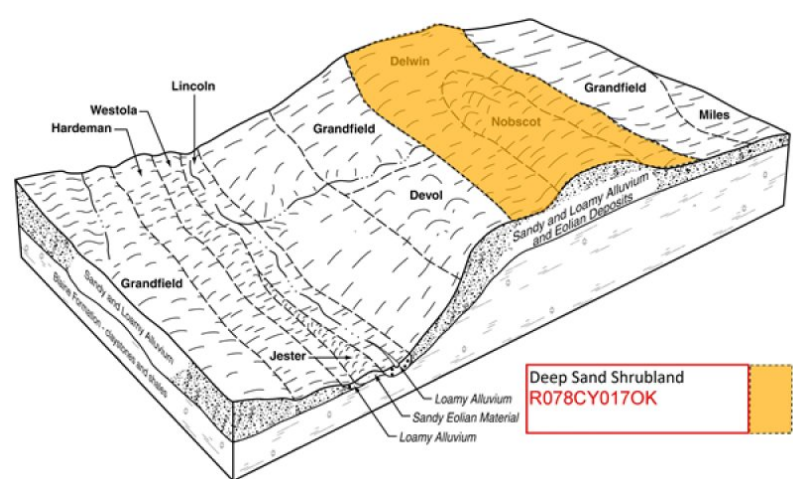 Delwin
Grandfield
Lincoln
Westola
Hardeman
Grandfield
Nobscot
Miles
Devol
Sandy and Loamy Alluvium
and Eolian Deposits
Grandfield
Sandy and Loamy Alluvium
Blaine Formation - claystones and shales
Jester
Loamy Alluvium
Sandy Eolian Material
Loamy Alluvium
Deep Sand Shrubland
R078CY017OK